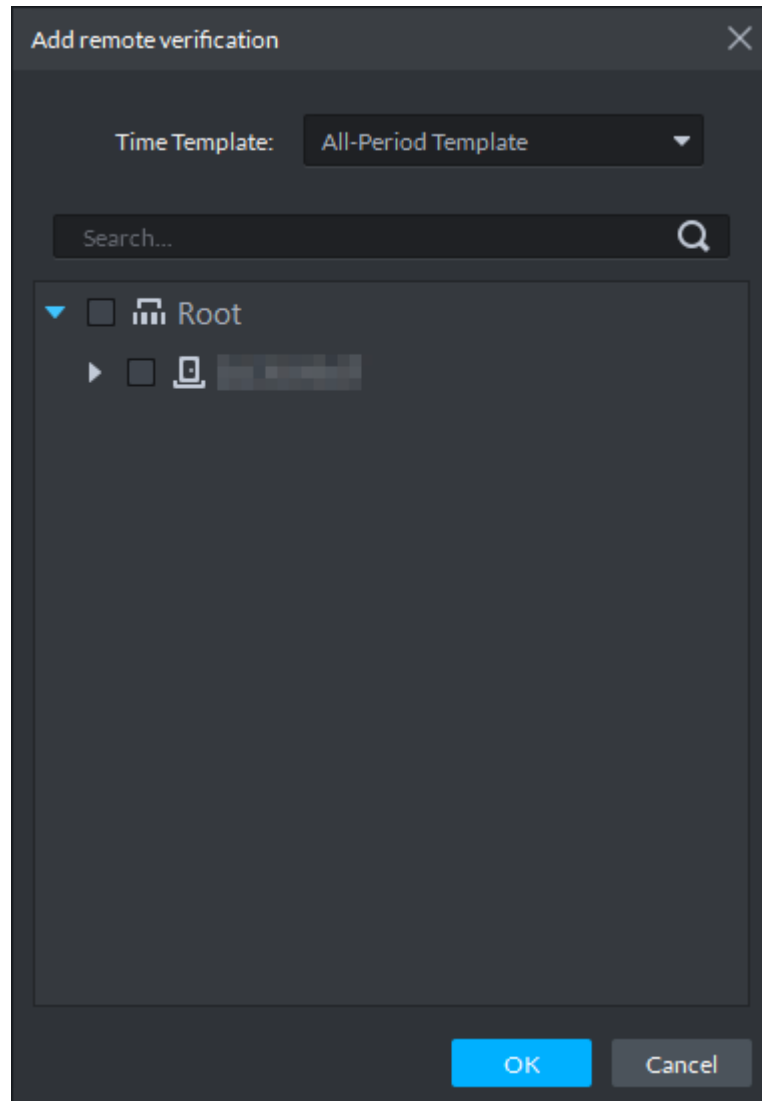 Add remote verification
Time Template: All-Period Template
Search...
Root
OK Cancel